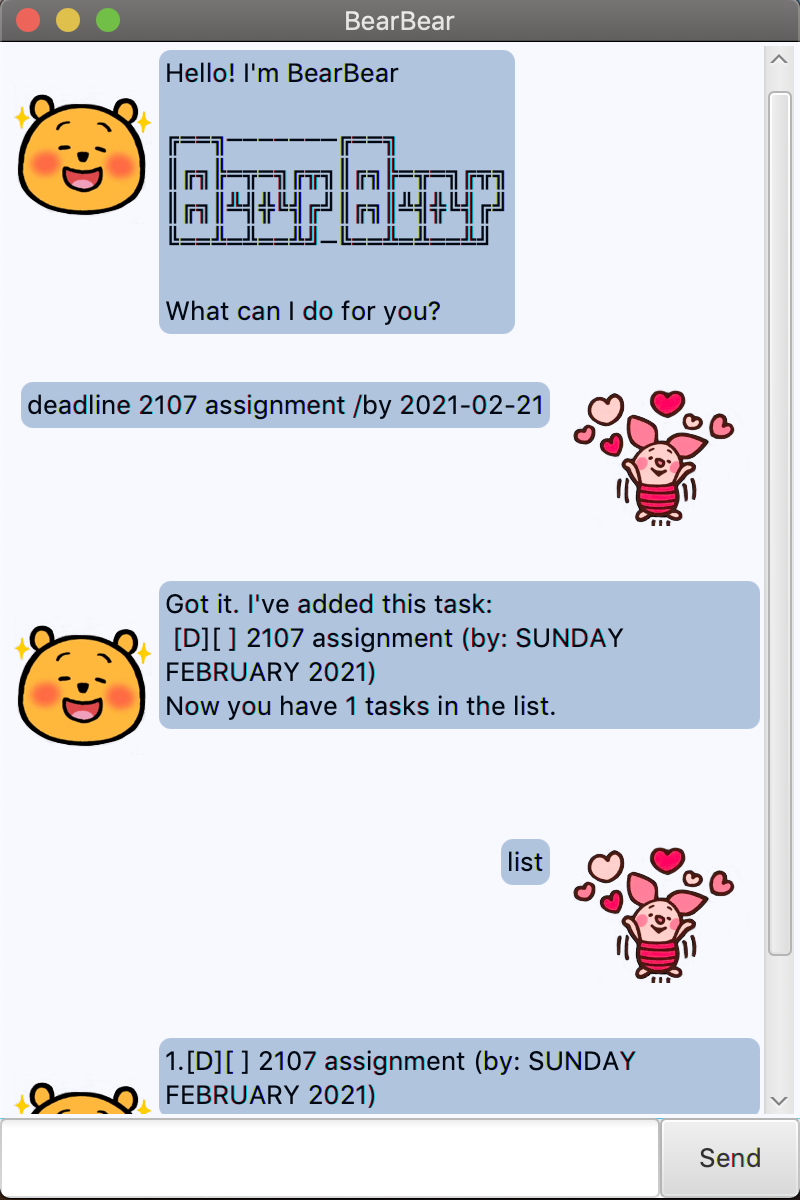 BearBear
Hello! I'm BearBear
What can I do for you?
deadline 2107 assignment /by 2021-02-21
Got it. I've added this task:
[D][ ] 2107 assignment (by: SUNDAY
FEBRUARY 2021)
Now you have 1 tasks in the list.
list
1.[D][ ] 2107 assignment (by: SUNDAY
FEBRUARY 2021)
Send